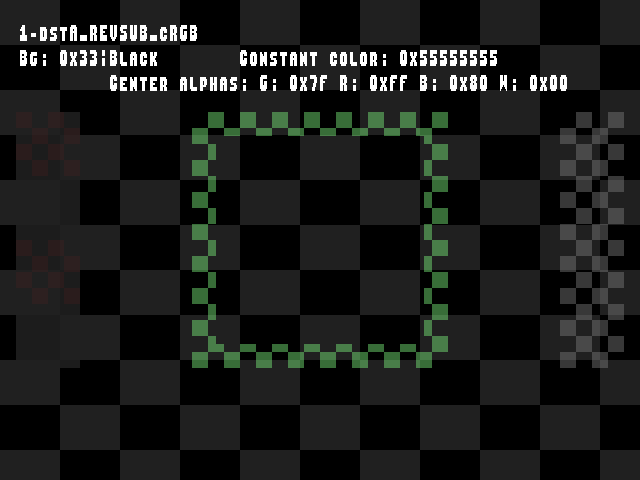 1-dstA_REVSUB_cRGB
Bg: 0x33|Black Constant color: 0x55555555
Center alphas: G: 0x7f R: 0xff B: 0x80 W: 0x00